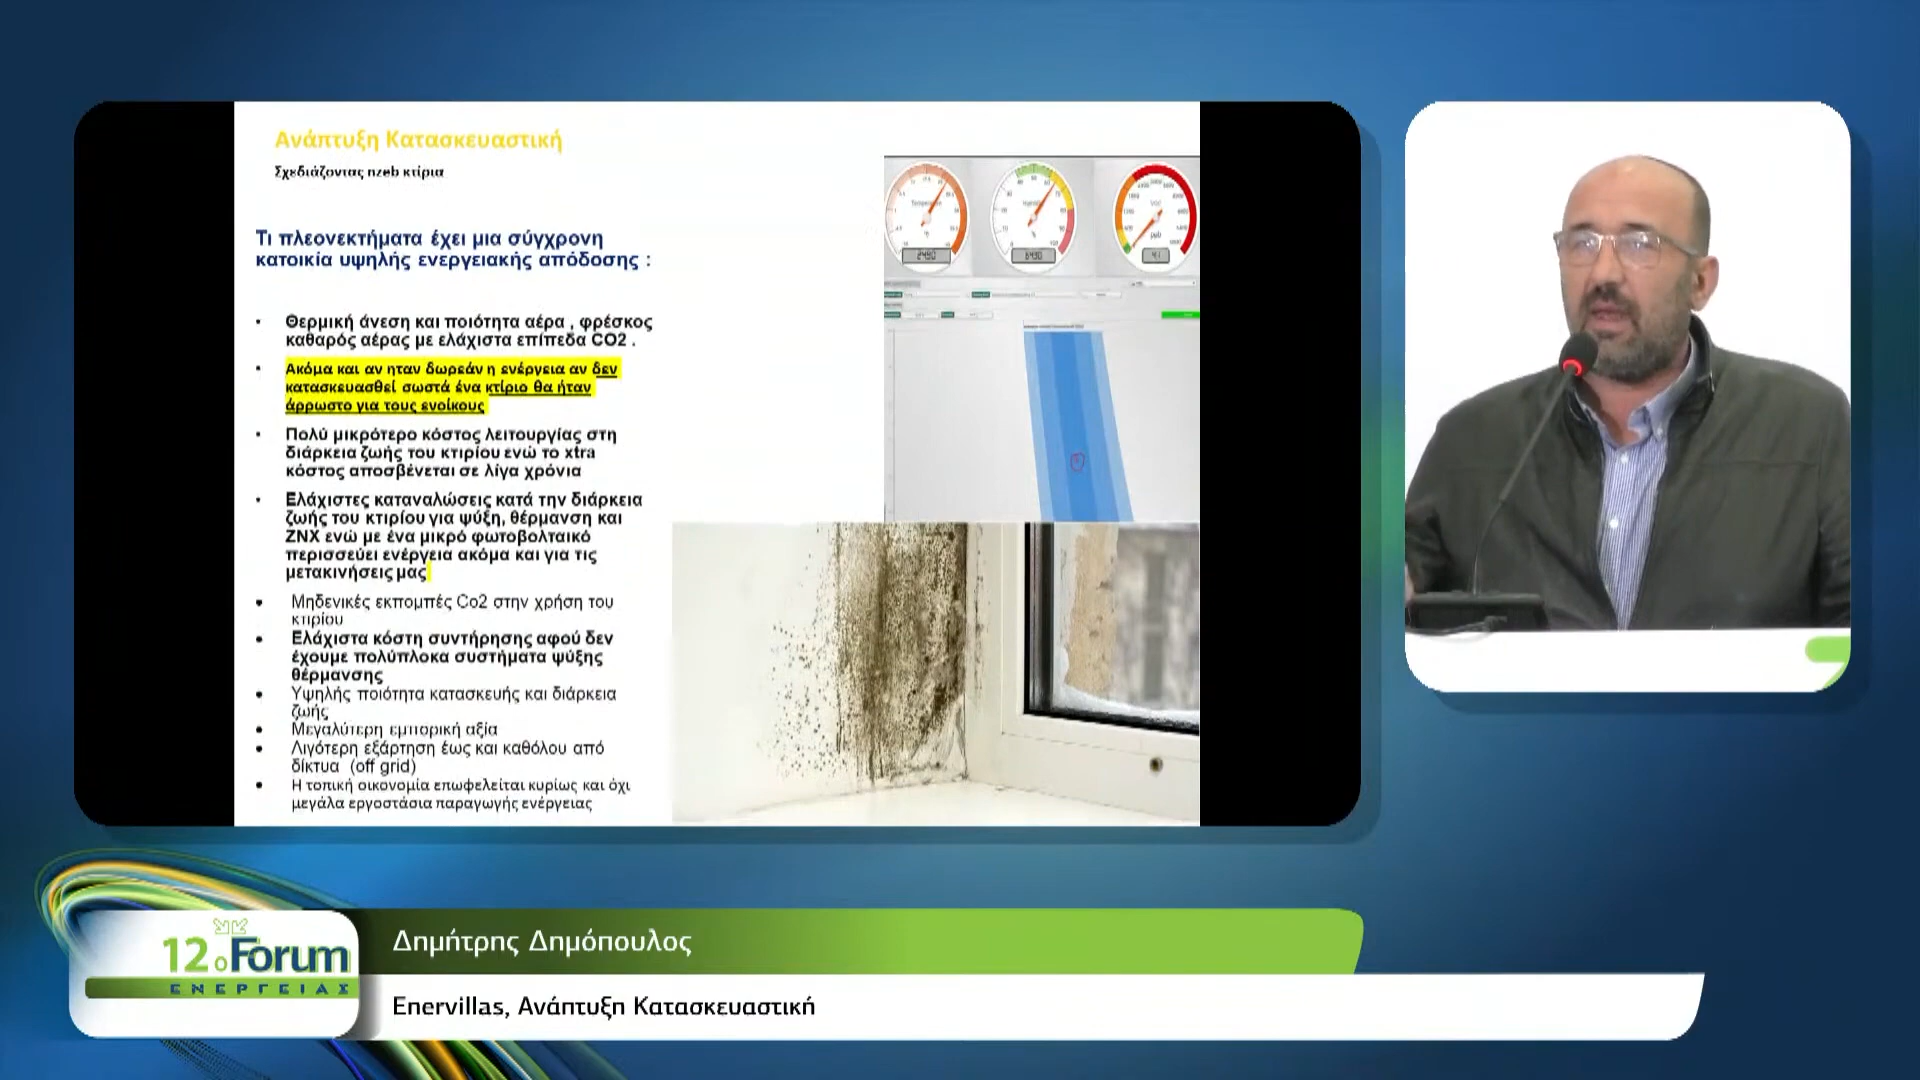 Ανάπτυξη Κατασκευαστική
Σχεδιάζοντας nzeb κτίρια
Τι πλεονεκτήματα έχει μια σύγχρονη
κατοικία υψηλής ενεργειακής απόδοσης :
• Θερμική άνεση και ποιότητα αέρα , φρέσκος
καθαρός αέρας με ελάχιστα επίπεδα CO2 .
• Ακόμα και αν ηταν δωρεάν η ενέργεια αν δεν
κατασκευασθεί σωστά ένα κτίριο θα ήταν
άρρωστο για τους ενοίκους
• Πολύ μικρότερο κόστος λειτουργίας στη
διάρκεια ζωής του κτιρίου ενώ το xtra
κόστος αποσβένεται σε λίγα χρόνια
• Ελάχιστες καταναλώσεις κατά την διάρκεια
ζωής του κτιρίου για ψύξη, θέρμανση και
ΖΝΧ ενώ με ένα μικρό φωτοβολταικό
περισσεύει ενέργεια ακόμα και για τις
μετακινήσεις μας
• Μηδενικές εκπομπές Co2 στην χρήση του
κτιρίου
• Ελάχιστα κόστη συντήρησης αφού δεν
έχουμε πολύπλοκα συστήματα ψύξης
θέρμανσης
• Υψηλής ποιότητα κατασκευής και διάρκεια
ζωής
• Μεγαλύτερη εμπορική αξία
• Λιγότερη εξάρτηση έως και καθόλου από
δίκτυα (off grid)
• Η τοπική οικονομία επωφελείται κυρίως και όχι
μεγάλα εργοστάσια παραγωγής ενέργειας
VOC
ppb
12ο Forum
ΕΝΕΡΓΕΙΑΣ
Δημήτρης Δημόπουλος
Enervillas, Ανάπτυξη Κατασκευαστική